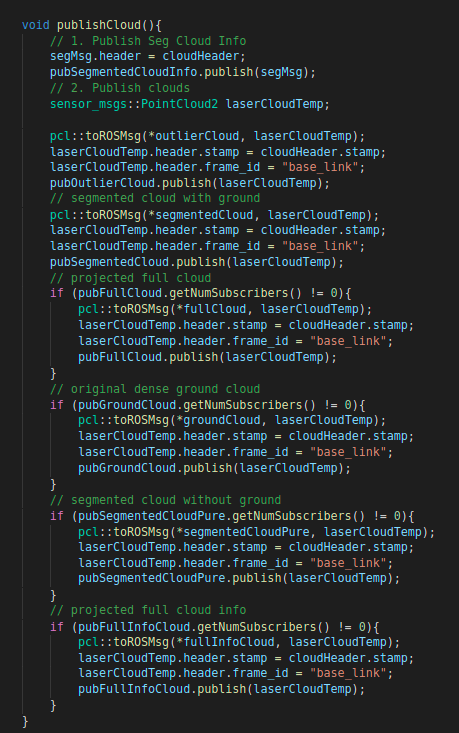 void publishCloud(){
// 1. Publish Seg Cloud Info
segMsg.header = cloudHeader;
pubSegmentedCloudInfo.publish(segMsg);
// 2. Publish clouds
sensor_msgs::PointCloud2 laserCloudTemp;
pcl::toROSMsg(*outlierCloud, laserCloudTemp);
laserCloudTemp.header.stamp = cloudHeader.stamp;
laserCloudTemp.header.frame_id = "base_link";
pubOutlierCloud.publish(laserCloudTemp);
// segmented cloud with ground
pcl::toROSMsg(*segmentedCloud, laserCloudTemp);
laserCloudTemp.header.stamp = cloudHeader.stamp;
laserCloudTemp.header.frame_id = "base_link";
pubSegmentedCloud.publish(laserCloudTemp);
// projected full cloud
if (pubFullCloud.getNumSubscribers() != 0){
pcl::toROSMsg(*fullCloud, laserCloudTemp);
laserCloudTemp.header.stamp = cloudHeader.stamp;
laserCloudTemp.header.frame_id = "base_link";
pubFullCloud.publish(laserCloudTemp);
}
// original dense ground cloud
if (pubGroundCloud.getNumSubscribers() != 0){
pcl::toROSMsg(*groundCloud, laserCloudTemp);
laserCloudTemp.header.stamp = cloudHeader.stamp;
laserCloudTemp.header.frame_id = "base_link";
pubGroundCloud.publish(laserCloudTemp);
}
// segmented cloud without ground
if (pubSegmentedCloudPure.getNumSubscribers() != 0){
pcl::toROSMsg(*segmentedCloudPure, laserCloudTemp);
laserCloudTemp.header.stamp = cloudHeader.stamp;
laserCloudTemp.header.frame_id = "base_link";
pubSegmentedCloudPure.publish(laserCloudTemp);
}
// projected full cloud info
if (pubFullInfoCloud.getNumSubscribers() != 0){
pcl::toROSMsg(*fullInfoCloud, laserCloudTemp);
laserCloudTemp.header.stamp = cloudHeader.stamp;
laserCloudTemp.header.frame_id = "base_link";
pubFullInfoCloud.publish(laserCloudTemp);
}
}